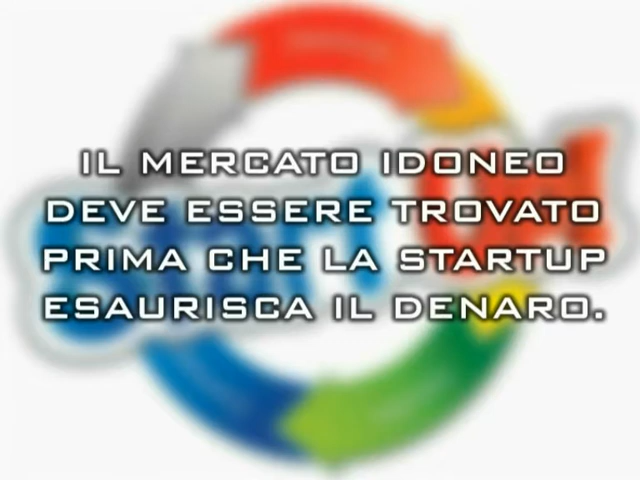 IL MERCATO IDONEO
DEVE ESSERE TROVATO
PRIMA CHE LA STARTUP
ESAURISCA IL DENARO.